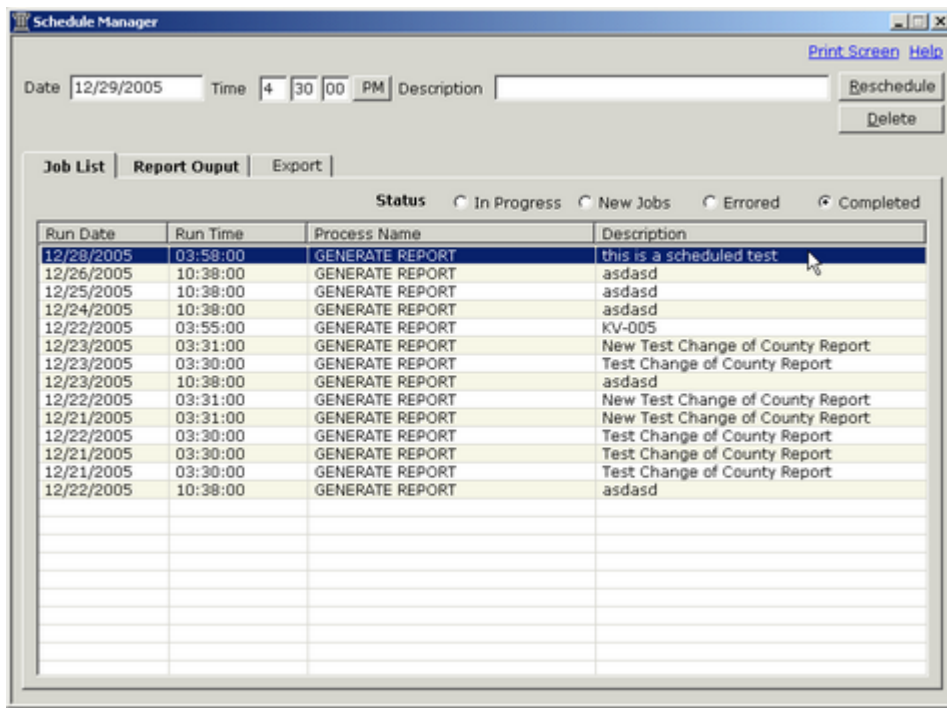 Schedule Manager
Print Screen Help
Date 12/29/2005 Time 4 30 00 PM Description Reschedule
Delete
Job List Report Ouput Export
Status In Progress New Jobs Errored Completed
Run Date Run Time Process Name Description
12/28/2005 03:58:00 GENERATE REPORT this is a scheduled test
12/26/2005 10:38:00 GENERATE REPORT asdasd
12/25/2005 10:38:00 GENERATE REPORT asdasd
12/24/2005 10:38:00 GENERATE REPORT asdasd
12/22/2005 03:55:00 GENERATE REPORT KV-005
12/23/2005 03:31:00 GENERATE REPORT New Test Change of County Report
12/23/2005 03:30:00 GENERATE REPORT Test Change of County Report
12/23/2005 10:38:00 GENERATE REPORT asdasd
12/22/2005 03:31:00 GENERATE REPORT New Test Change of County Report
12/21/2005 03:31:00 GENERATE REPORT New Test Change of County Report
12/22/2005 03:30:00 GENERATE REPORT Test Change of County Report
12/21/2005 03:30:00 GENERATE REPORT Test Change of County Report
12/21/2005 03:30:00 GENERATE REPORT Test Change of County Report
12/22/2005 10:38:00 GENERATE REPORT asdasd